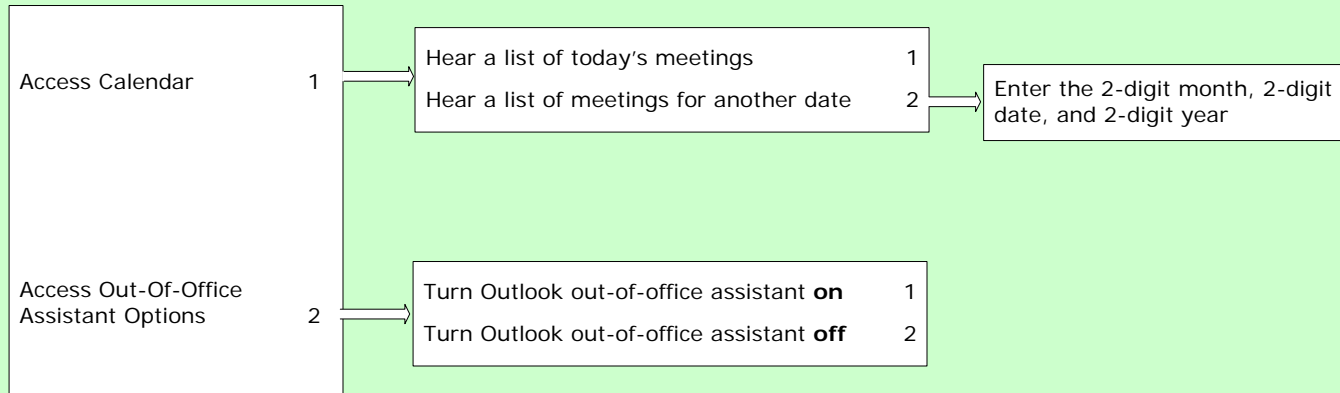 Access Calendar 1
Hear a list of today's meetings 1
Hear a list of meetings for another date 2
Enter the 2-digit month, 2-digit
date, and 2-digit year
Access Out-Of-Office
Assistant Options 2
Turn Outlook out-of-office assistant on 1
Turn Outlook out-of-office assistant off 2